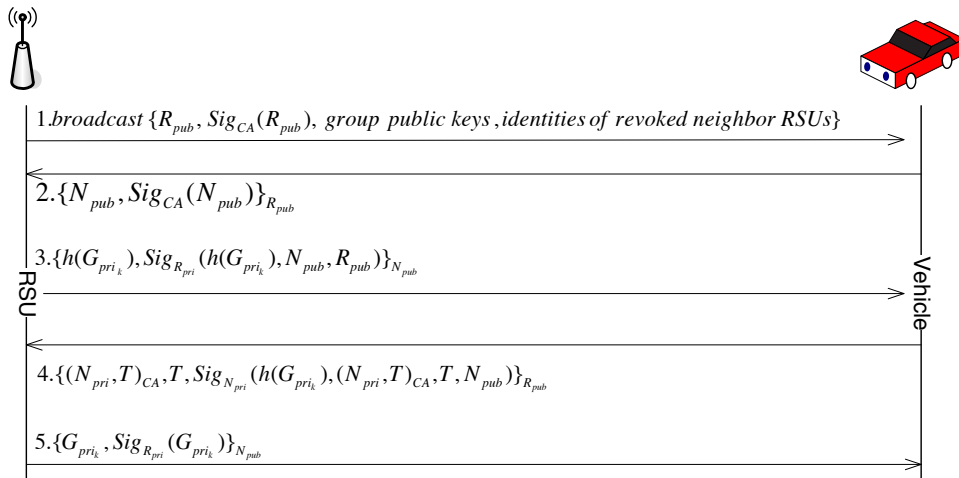 1.broadcast {R_pub, Sig_CA(R_pub), group public keys, identities of revoked neighbor RSUs}
2.{N_pub, Sig_CA(N_pub)}_R_pub
3.{h(G_pri_k), Sig_R_pri(h(G_pri_k), N_pub, R_pub)}_N_pub
RSU
Vehicle
4.{(N_pri, T)_CA, T, Sig_N_pri(h(G_pri_k), (N_pri, T)_CA, T, N_pub)}_R_pub
5.{G_pri_k, Sig_R_pri(G_pri_k)}_N_pub